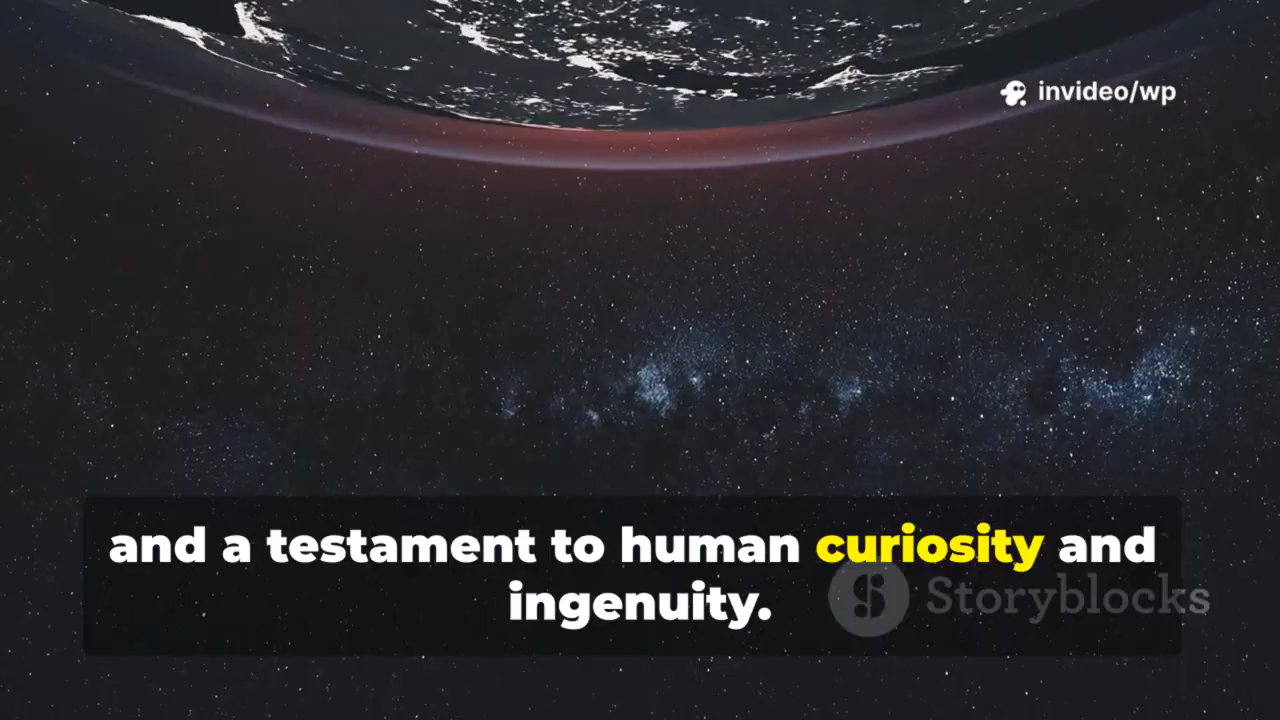 invideo/wp
and a testament to human curiosity and
ingenuity.
Storyblocks